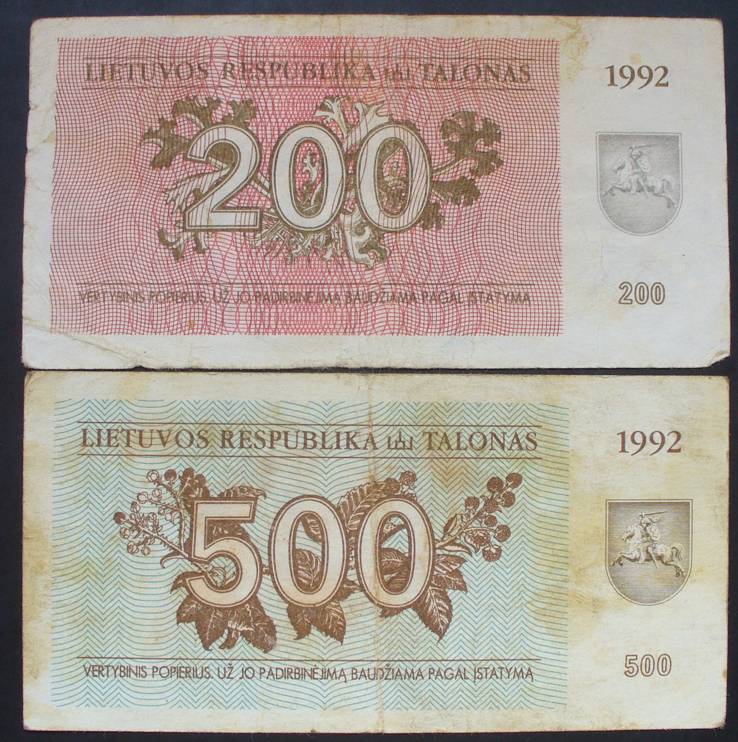 LIETUVOS RESPUBLIKA TALONAS
1992
200
VERTYBINIS POPIERIUS. UŽ JO PADIRBINĖJIMĄ BAUDŽIAMA PAGAL ĮSTATYMĄ
200
LIETUVOS RESPUBLIKA TALONAS
1992
500
VERTYBINIS POPIERIUS. UŽ JO PADIRBINĖJIMĄ BAUDŽIAMA PAGAL ĮSTATYMĄ
500